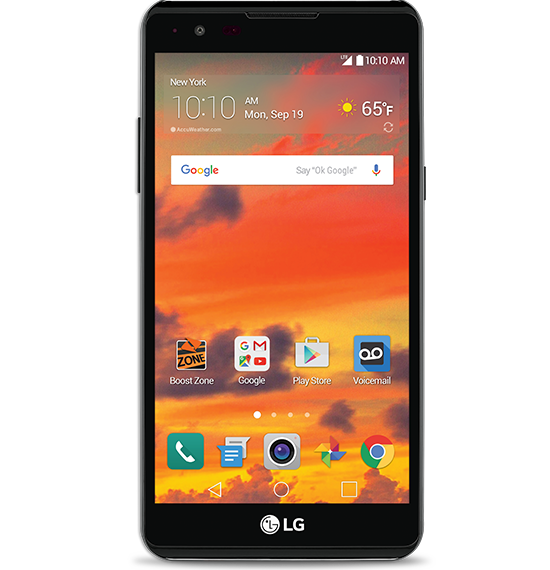 LTE 10:10 AM
New York
10:10 AM
Mon, Sep 19
65°F
AccuWeather.com
Google Say "Ok Google"
ZONE
G M
Boost Zone Google Play Store Voicemail
LG